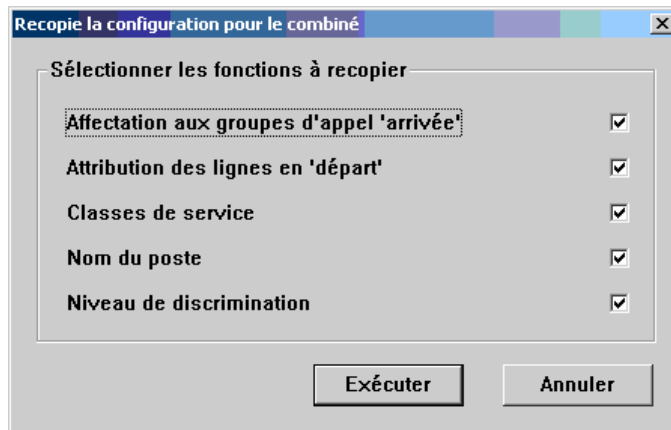 Recopie la configuration pour le combiné
Sélectionner les fonctions à recopier
Affectation aux groupes d'appel 'arrivée'
Attribution des lignes en 'départ'
Classes de service
Nom du poste
Niveau de discrimination
Exécuter
Annuler